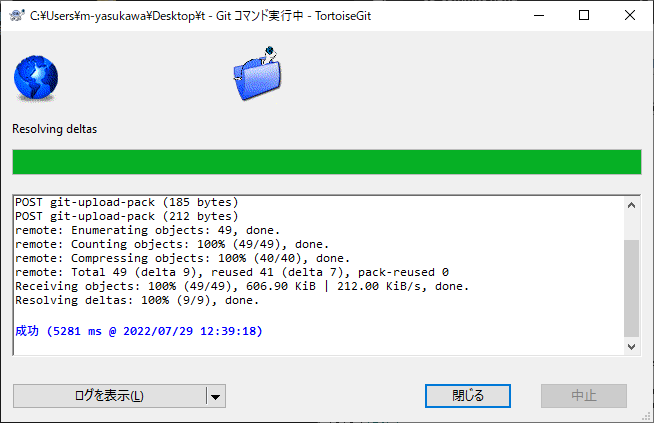 C:¥Users¥m-yasukawa¥Desktop¥t - Git コマンド実行中 - TortoiseGit
Resolving deltas
POST git-upload-pack (185 bytes)
POST git-upload-pack (212 bytes)
remote: Enumerating objects: 49, done.
remote: Counting objects: 100% (49/49), done.
remote: Compressing objects: 100% (40/40), done.
remote: Total 49 (delta 9), reused 41 (delta 7), pack-reused 0
Receiving objects: 100% (49/49), 606.90 KiB | 212.00 KiB/s, done.
Resolving deltas: 100% (9/9), done.
成功 (5281 ms @ 2022/07/29 12:39:18)
ログを表示(L)
閉じる
中止